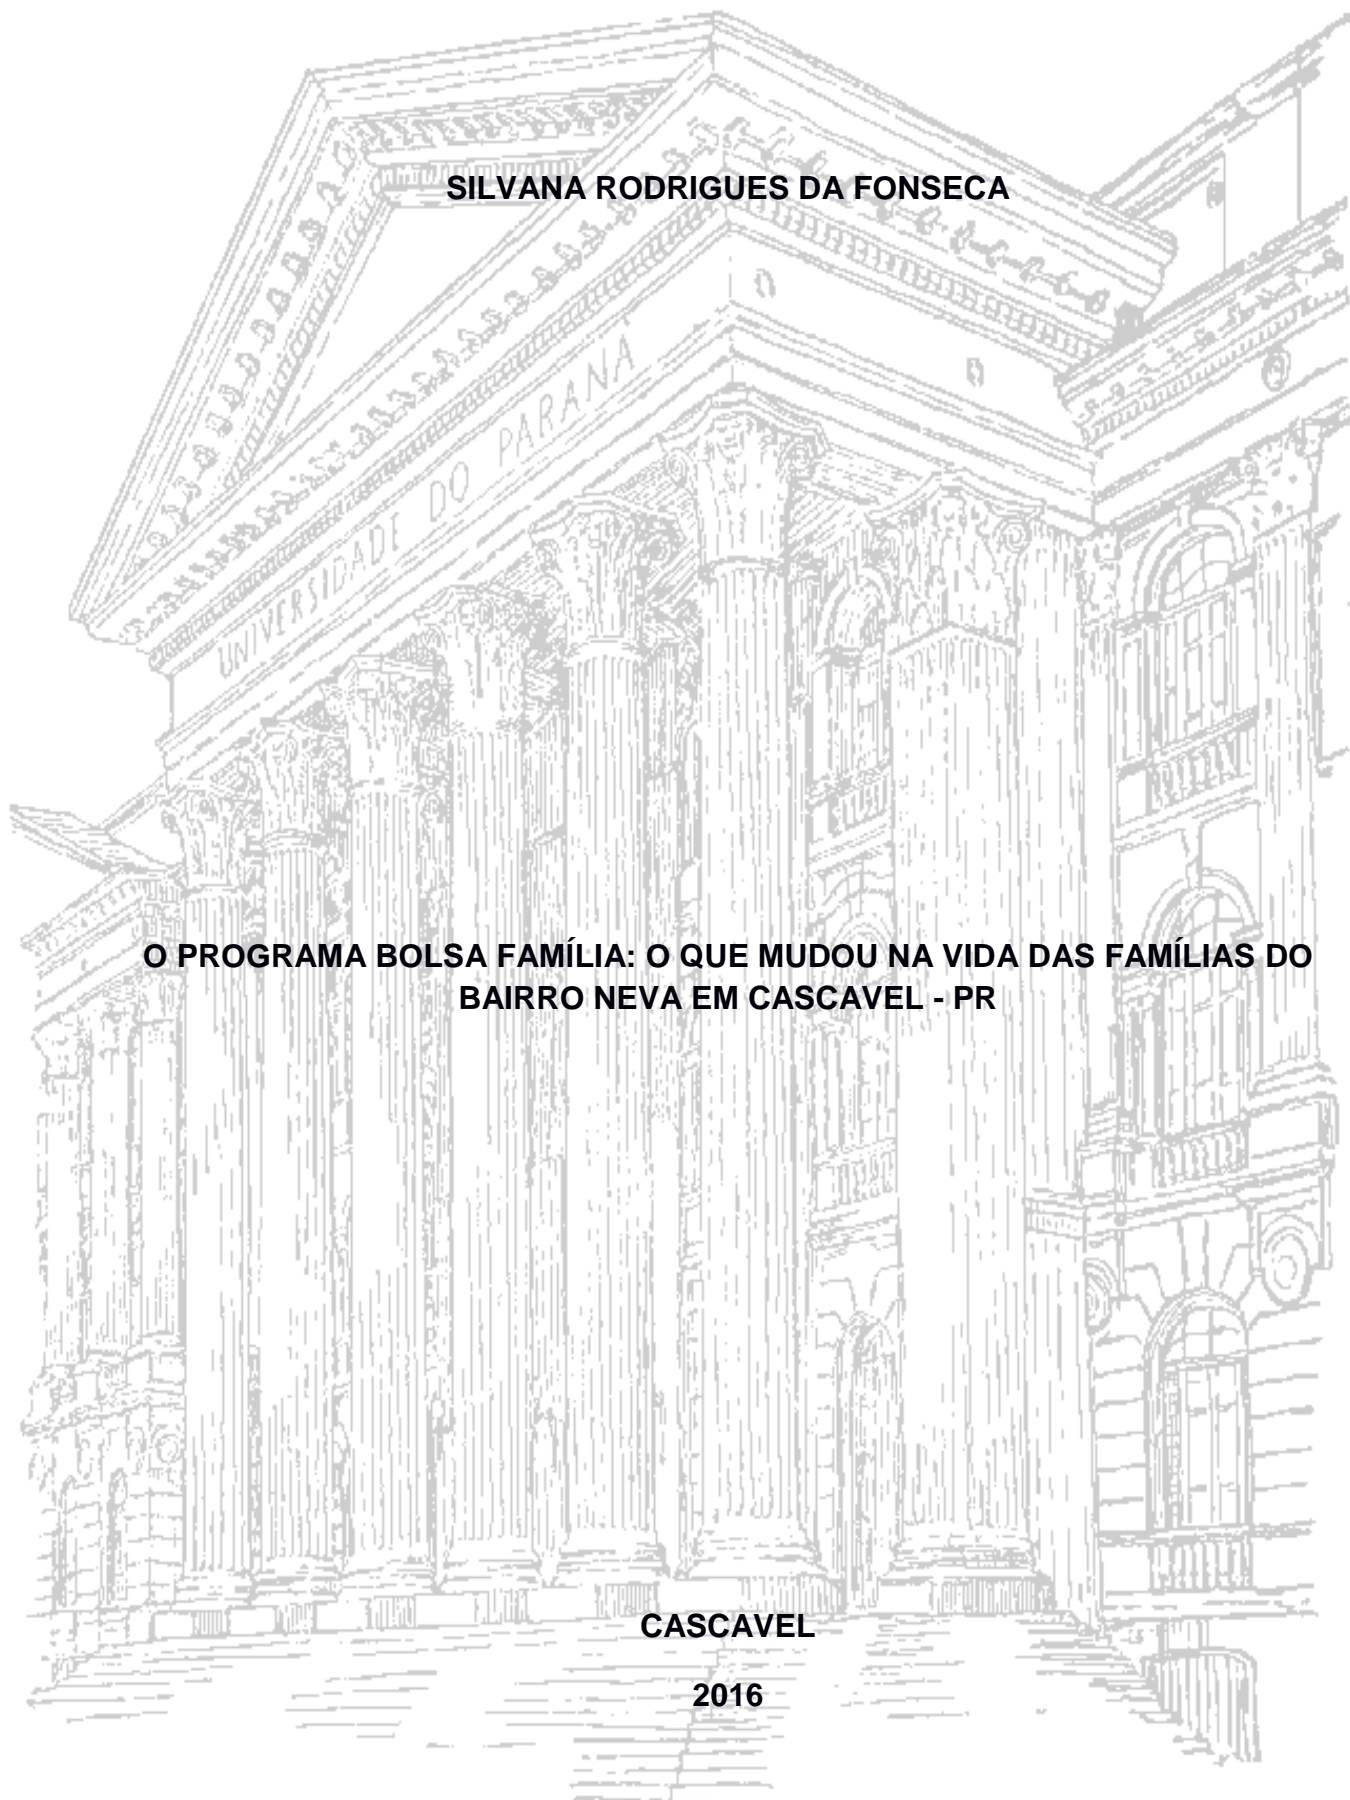 SILVANA RODRIGUES DA FONSECA
UNIVERSIDADE DO PARANÁ
O PROGRAMA BOLSA FAMÍLIA: O QUE MUDOU NA VIDA DAS FAMÍLIAS DO
BAIRRO NEVA EM CASCAVEL - PR
CASCAVEL
2016